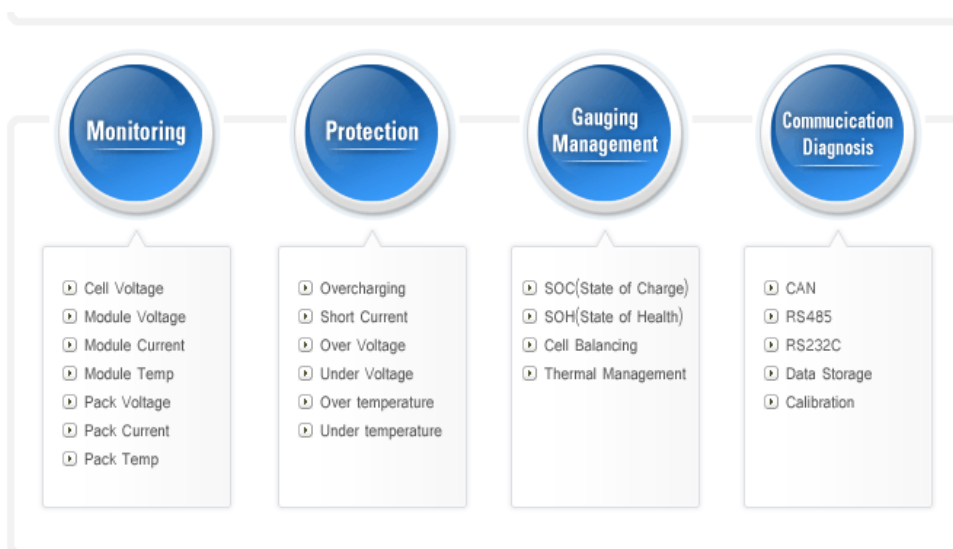 Monitoring
Cell Voltage
Module Voltage
Module Current
Module Temp
Pack Voltage
Pack Current
Pack Temp
Protection
Overcharging
Short Current
Over Voltage
Under Voltage
Over temperature
Under temperature
Gauging
Management
SOC(State of Charge)
SOH(State of Health)
Cell Balancing
Thermal Management
Commucication
Diagnosis
CAN
RS485
RS232C
Data Storage
Calibration